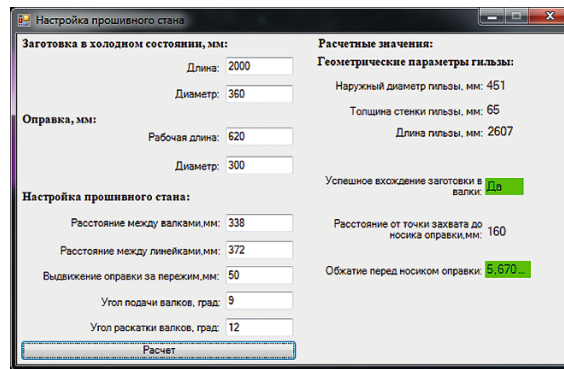 Настройка прошивного стана
Заготовка в холодном состоянии, мм:
Длина: 2000
Диаметр: 360
Оправка, мм:
Рабочая длина: 620
Диаметр: 300
Настройка прошивного стана:
Расстояние между валками,мм: 338
Расстояние между линейками,мм: 372
Выдвижение оправки за пережим,мм: 50
Угол подачи валков, град: 9
Угол раскатки валков, град: 12
Расчет
Расчетные значения:
Геометрические параметры гильзы:
Наружный диаметр гильзы, мм: 451
Толщина стенки гильзы, мм: 65
Длина гильзы, мм: 2607
Успешное вхождение заготовки в
валки: Да
Расстояние от точки захвата до
носика оправки,мм: 160
Обжатие перед носиком оправки: 5,670...